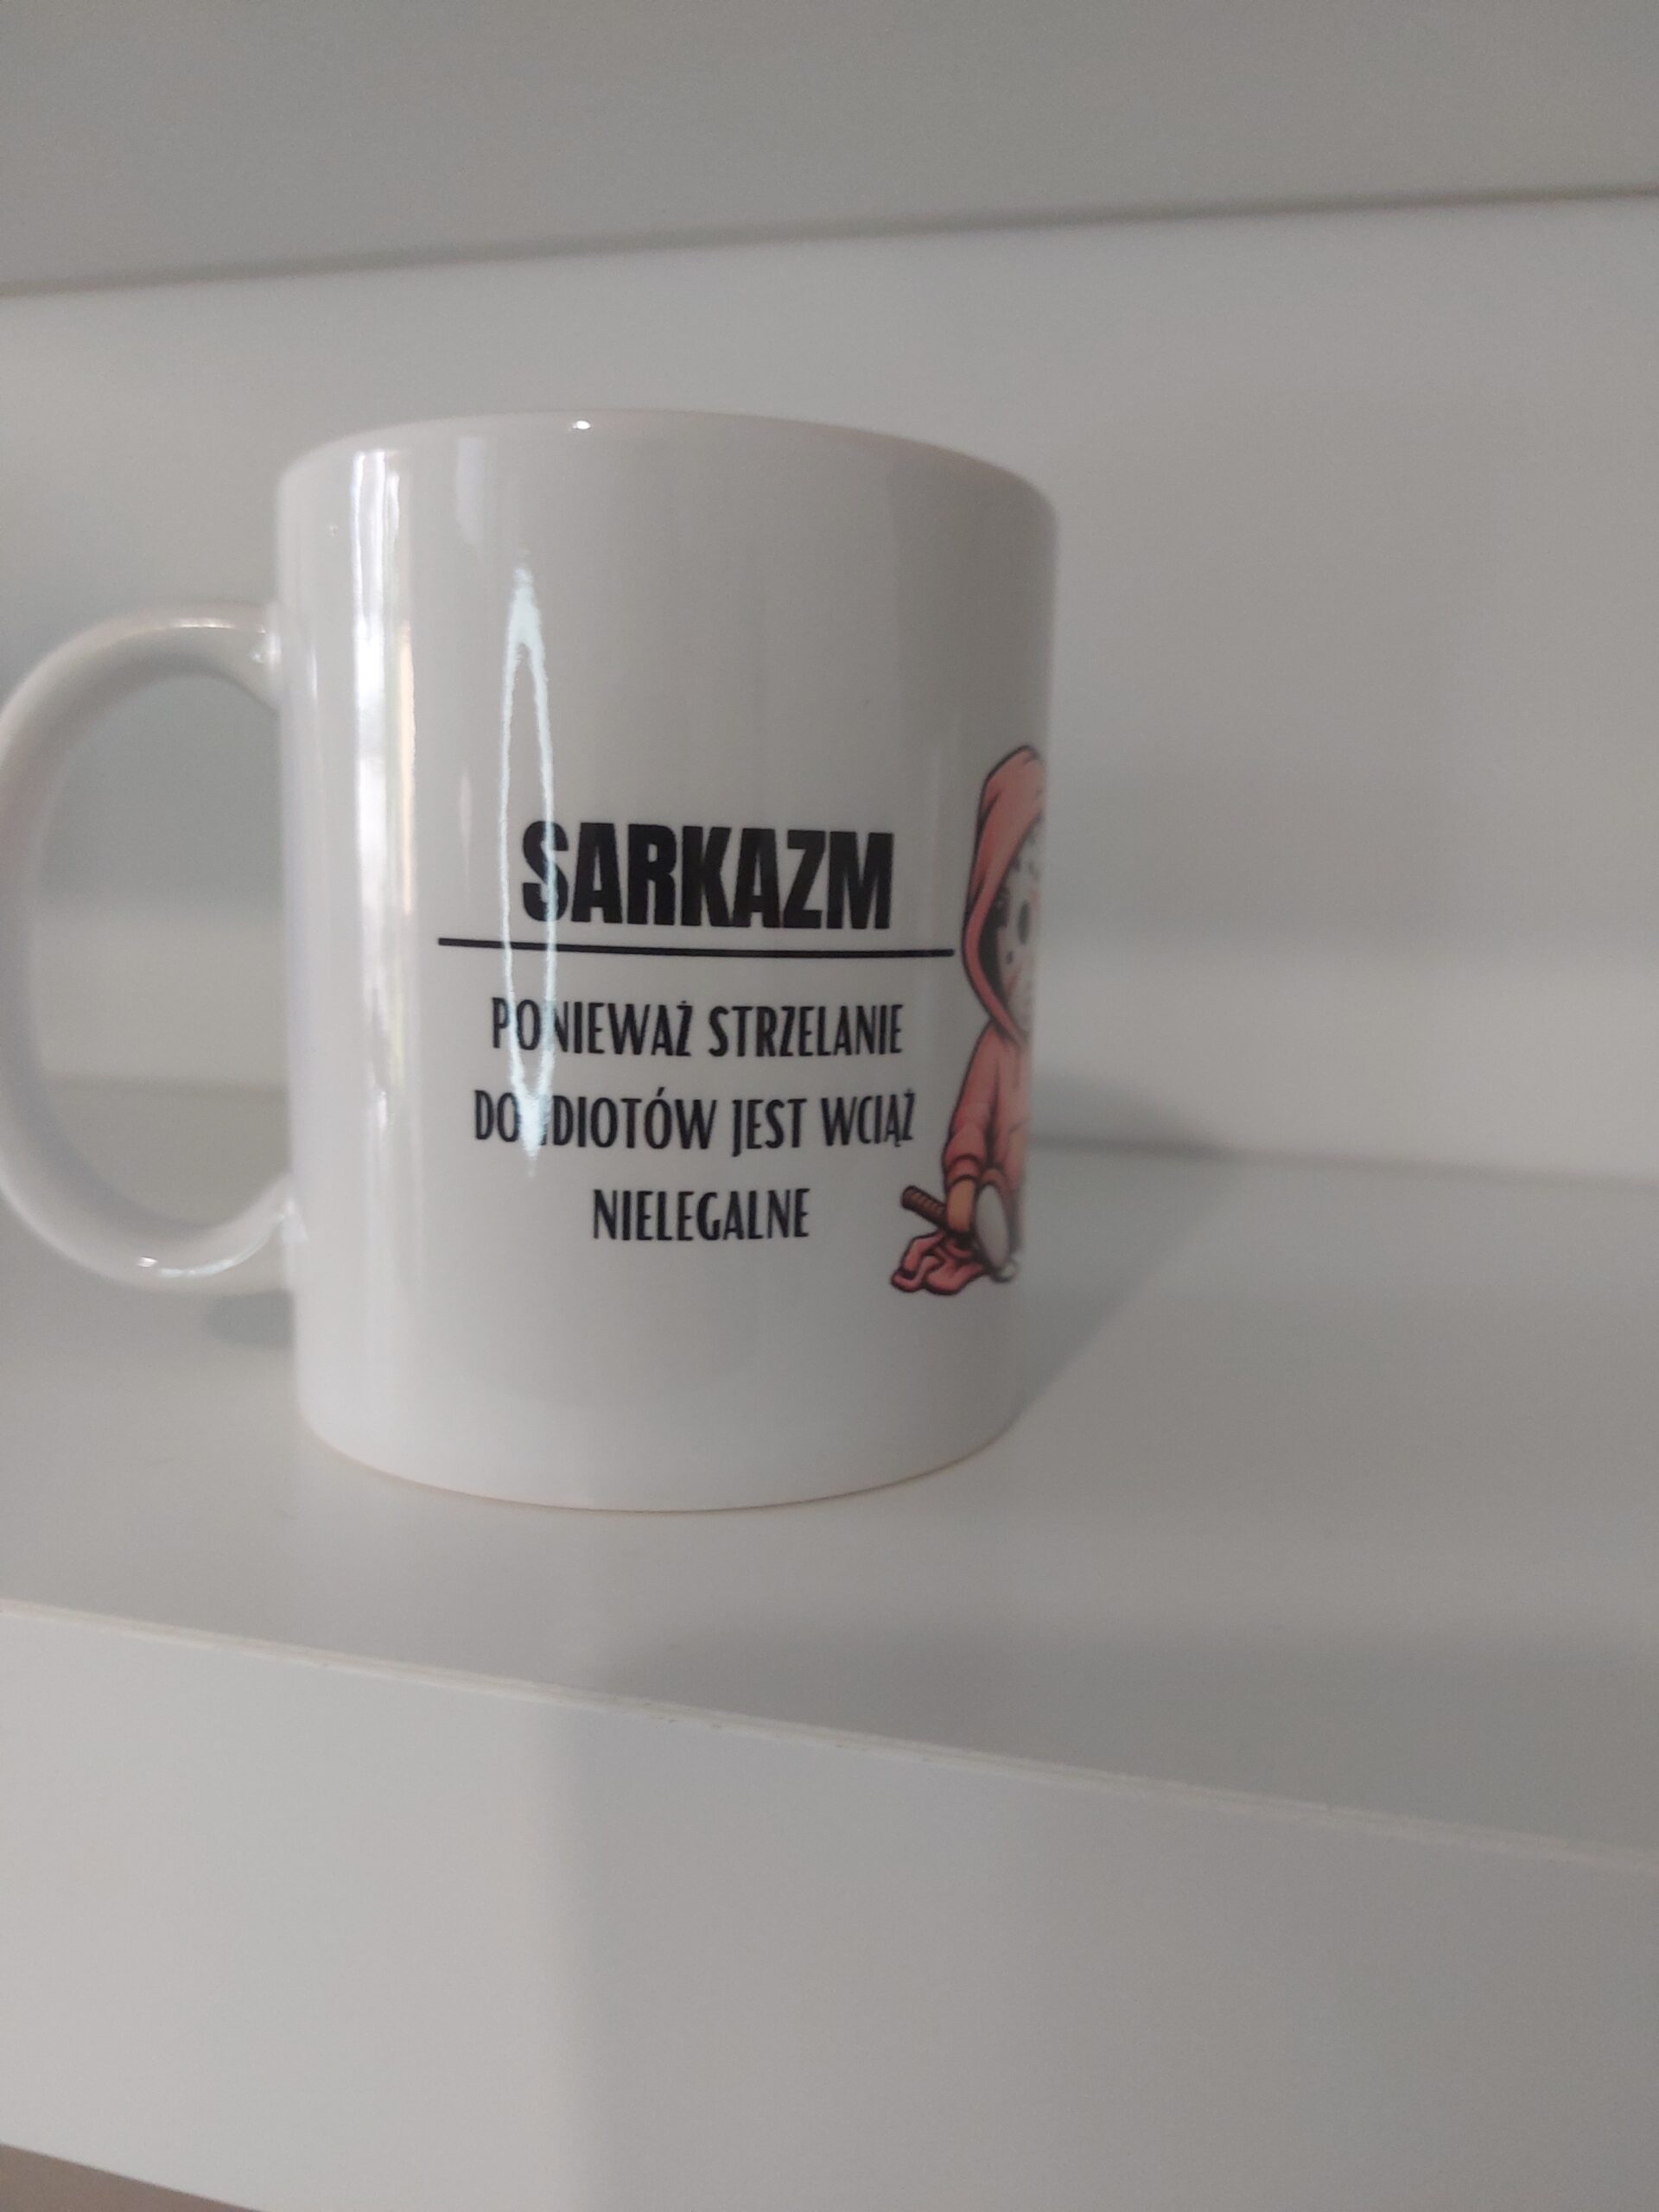 SARKAZM
PONIEWAŻ STRZELANIE
DO IDIOTÓW JEST WCIĄŻ
NIELEGALNE